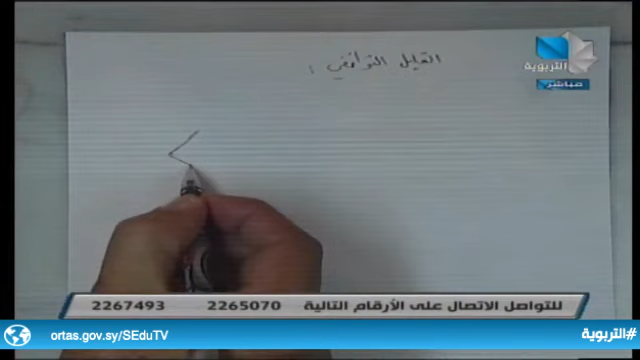 التربوية
مباشر
التحليل التوافقي :
للتواصل الاتصال على الأرقام التالية 2265070 2267493
#التربوية
ortas.gov.sy/SEduTV